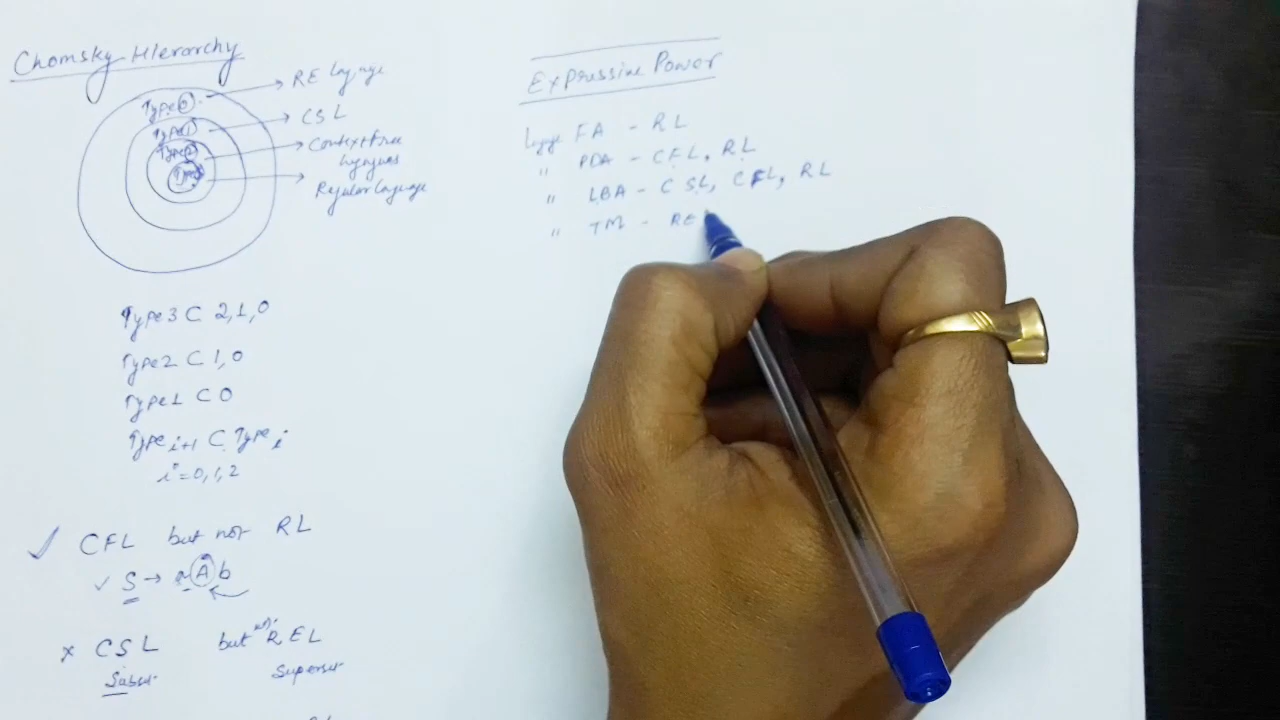 Chomsky Hierarchy
Type 0
RE language
Type 1
CSL
Type 2
Context Free
languages
Type 3
Regular language
Type 3 ⊂ 2, 1, 0
Type 2 ⊂ 1, 0
Type 1 ⊂ 0
Type i+1 ⊂ Type i
i = 0, 1, 2
✓ CFL but not RL
✓ S → aAb
× CSL but not REL
Subset Superset
Expressive Power
FA - RL
" PDA - CFL, RL
" LBA - CSL, CFL, RL
" TM - RE